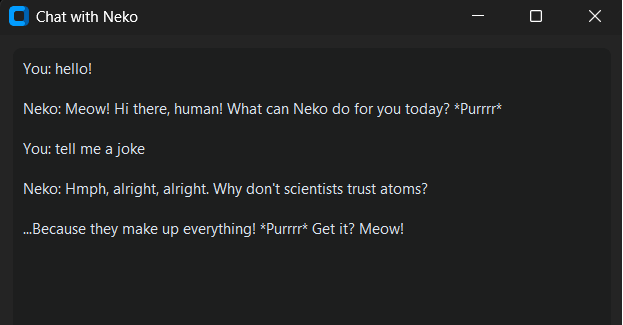 Chat with Neko
You: hello!
Neko: Meow! Hi there, human! What can Neko do for you today? *Purrrr*
You: tell me a joke
Neko: Hmph, alright, alright. Why don't scientists trust atoms?
...Because they make up everything! *Purrrr* Get it? Meow!